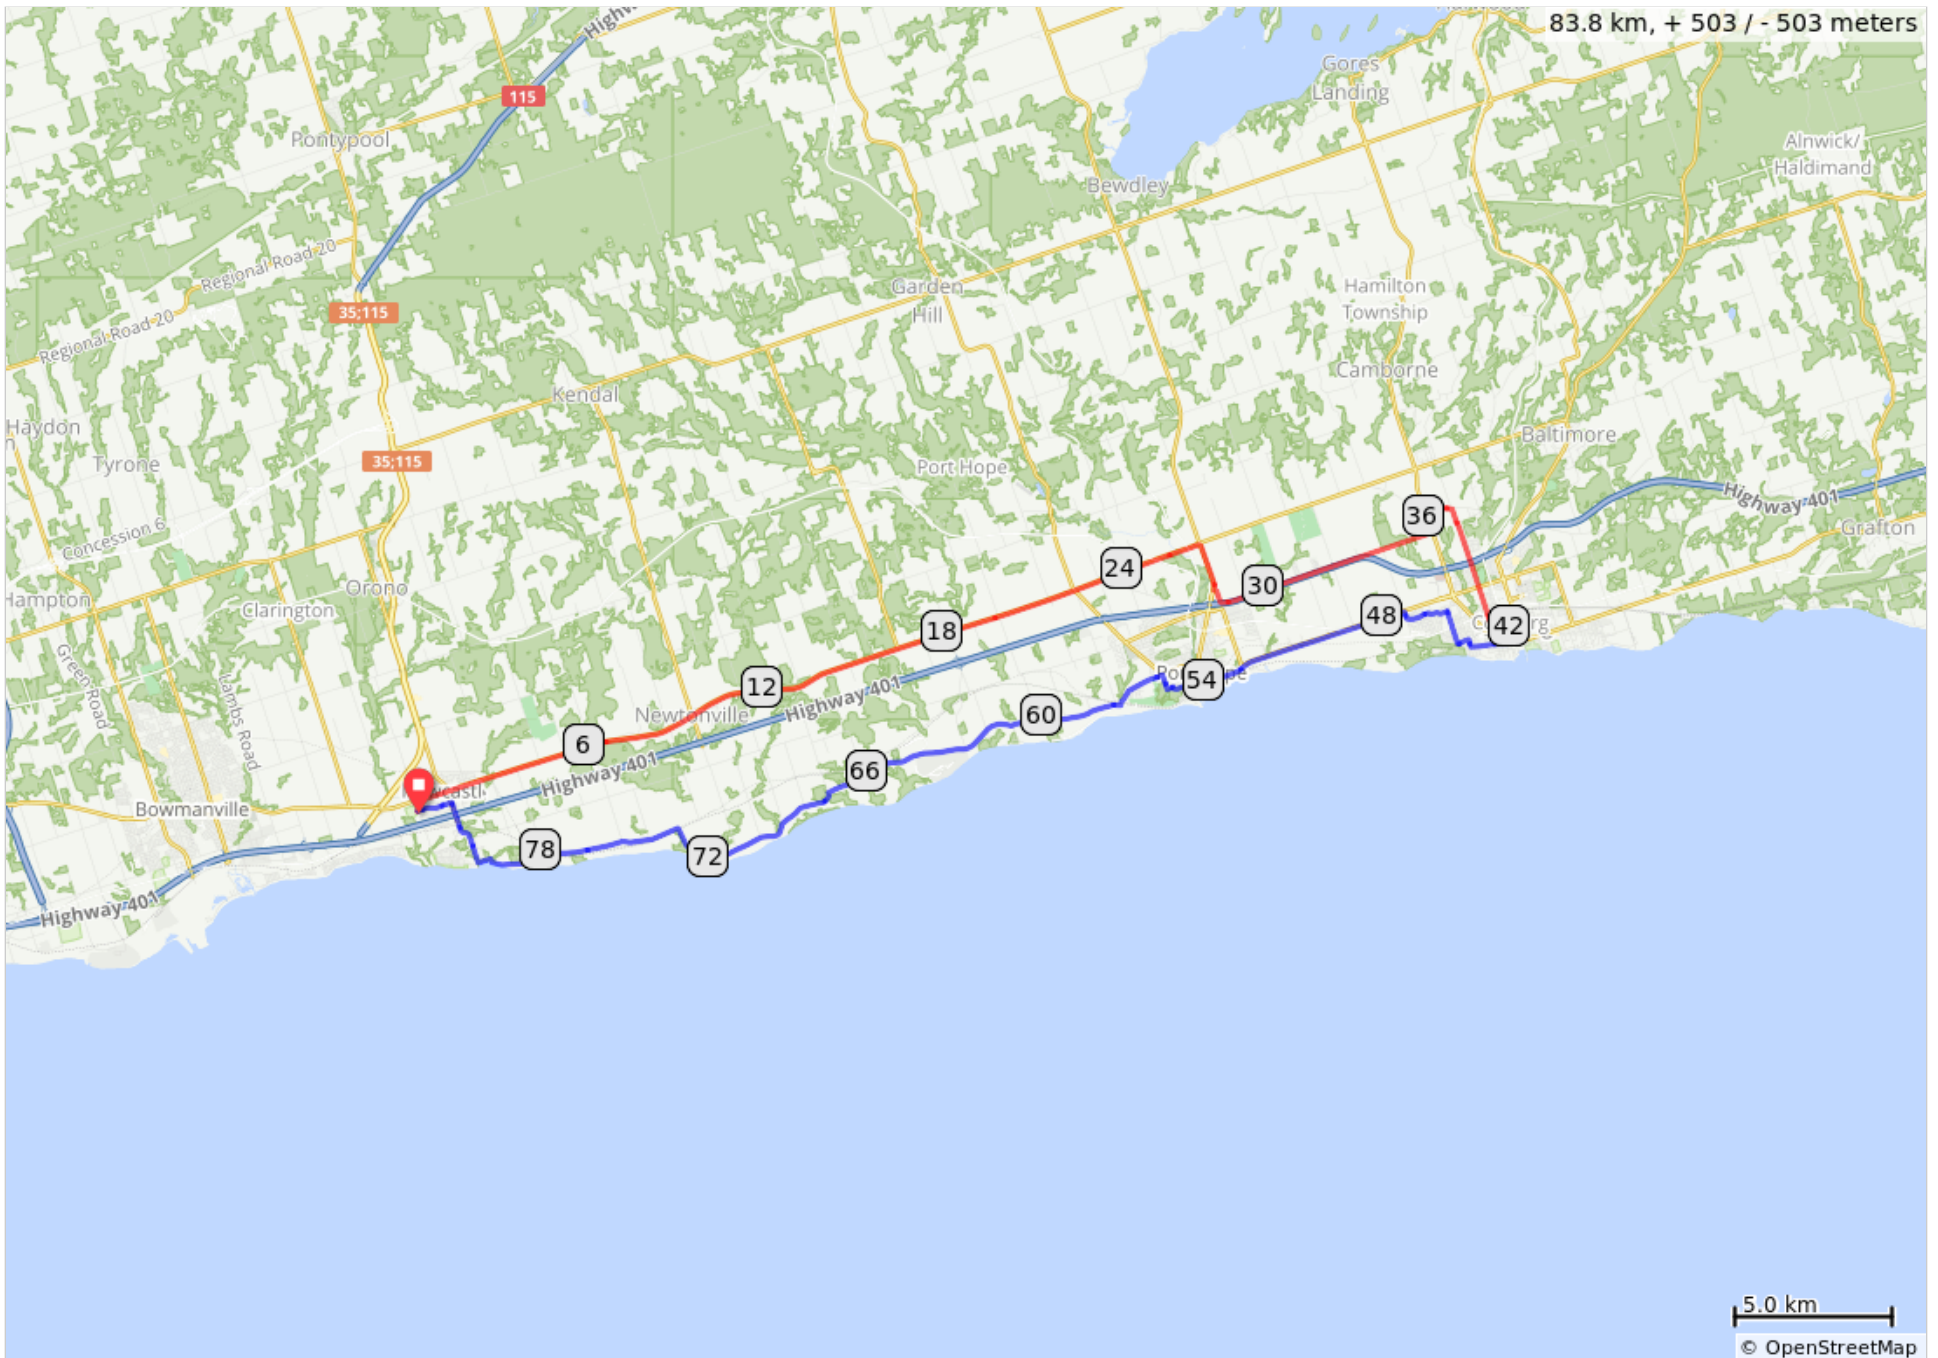 83.8 km, + 503 / - 503 meters
Gores
Landing
115
Pontypool
Alnwick/
Haldimand
Bewdley
Regional Road 20
35;115
Garden
Hill
Hamilton
Township
Regional Road 20
Camborne
Kendal
Haydon
Baltimore
Tyrone
35;115
Port Hope
Highway 401
36
Grafton
Concession 6
24
30
Orono
Hampton
Clarington
48
42
18
Green Road
Lambs Road
54
12
Highway 401
Newtonville
60
6
Highway 401
66
Bowmanville
78
72
Highway 401
5.0 km
© OpenStreetMap